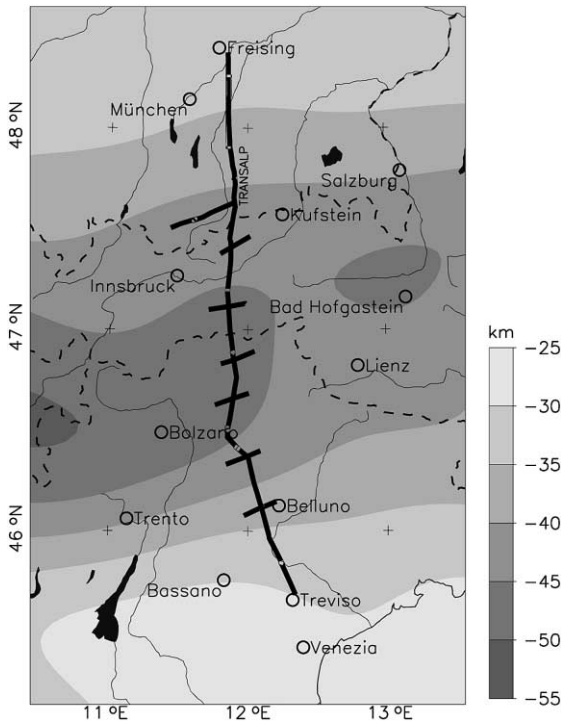 Freising
München
48°N
TRANSALP
Salzburg
Kufstein
Innsbruck
Bad Hofgastein
47°N
km
-25
Lienz
-30
Bolzano
-35
Belluno
46°N
Trento
-40
Bassano
-45
Treviso
-50
Venezia
-55
11°E
12°E
13°E